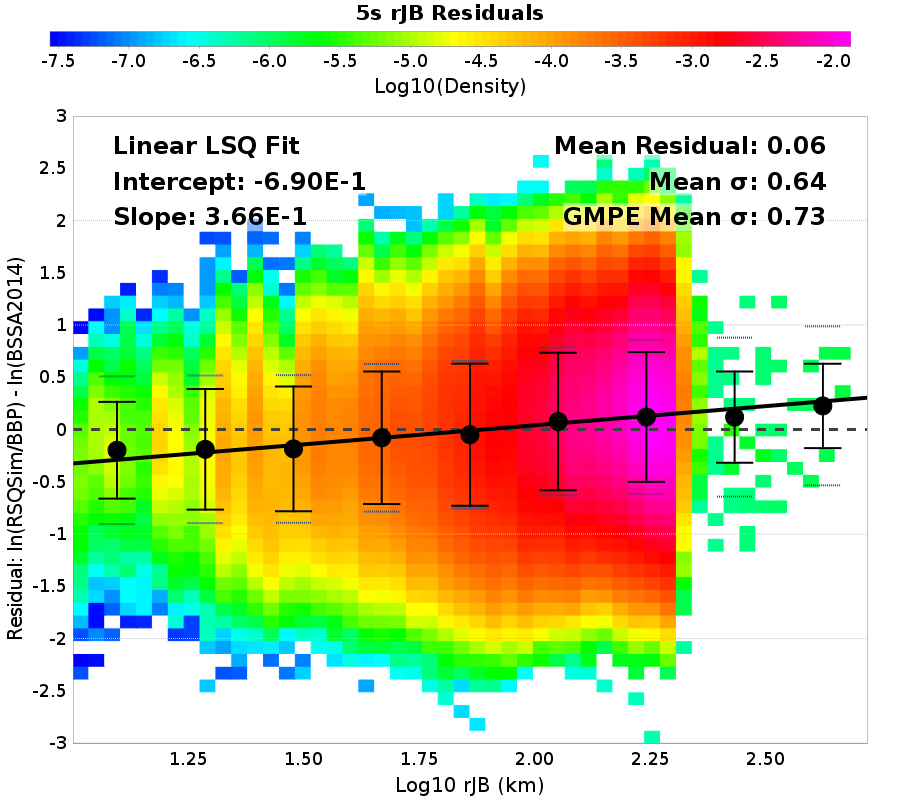 5s rJB Residuals
-7.5 -7.0 -6.5 -6.0 -5.5 -5.0 -4.5 -4.0 -3.5 -3.0 -2.5 -2.0
Log10(Density)
Linear LSQ Fit
Intercept: -6.90E-1
Slope: 3.66E-1
Mean Residual: 0.06
Mean σ: 0.64
GMPE Mean σ: 0.73
Residual: ln(RSQSim/BBP) - ln(BSSA2014)
3
2.5
2
1.5
1
0.5
0
-0.5
-1
-1.5
-2
-2.5
-3
1.25 1.50 1.75 2.00 2.25 2.50
Log10 rJB (km)